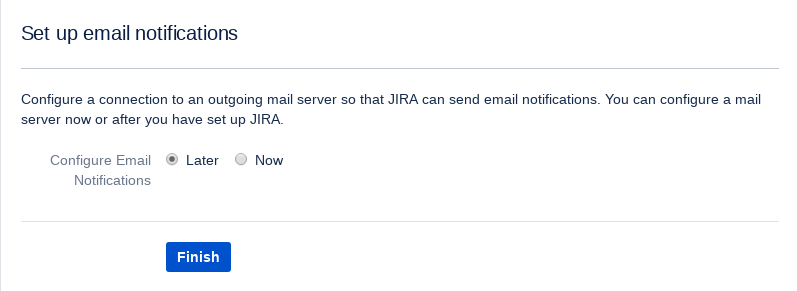 Set up email notifications
Configure a connection to an outgoing mail server so that JIRA can send email notifications. You can configure a mail
server now or after you have set up JIRA.
Configure Email Later Now
Notifications
Finish